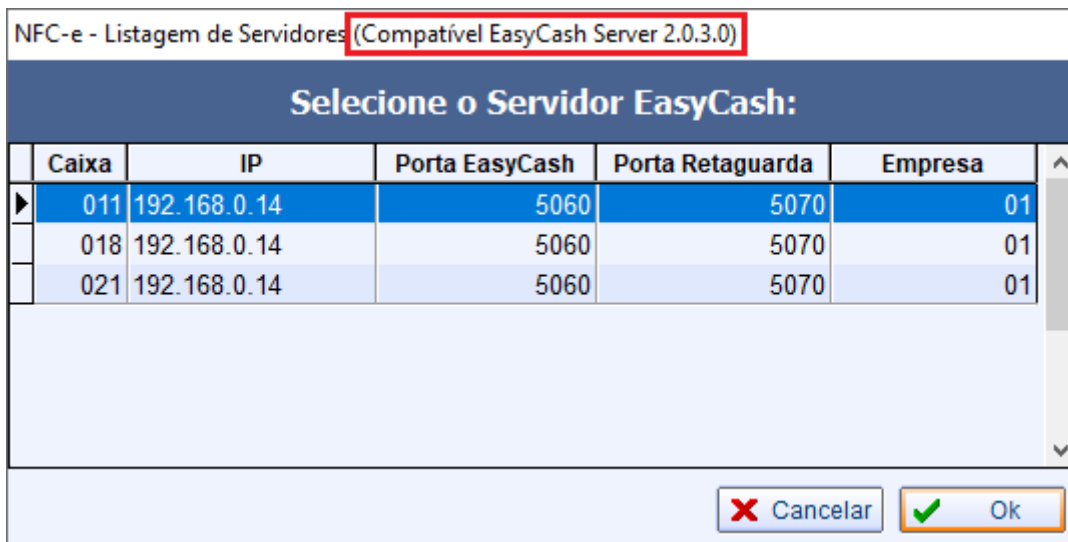 NFC-e - Listagem de Servidores (Compatível EasyCash Server 2.0.3.0)
Selecione o Servidor EasyCash:
Caixa IP Porta EasyCash Porta Retaguarda Empresa
011 192.168.0.14 5060 5070 01
018 192.168.0.14 5060 5070 01
021 192.168.0.14 5060 5070 01
Cancelar Ok